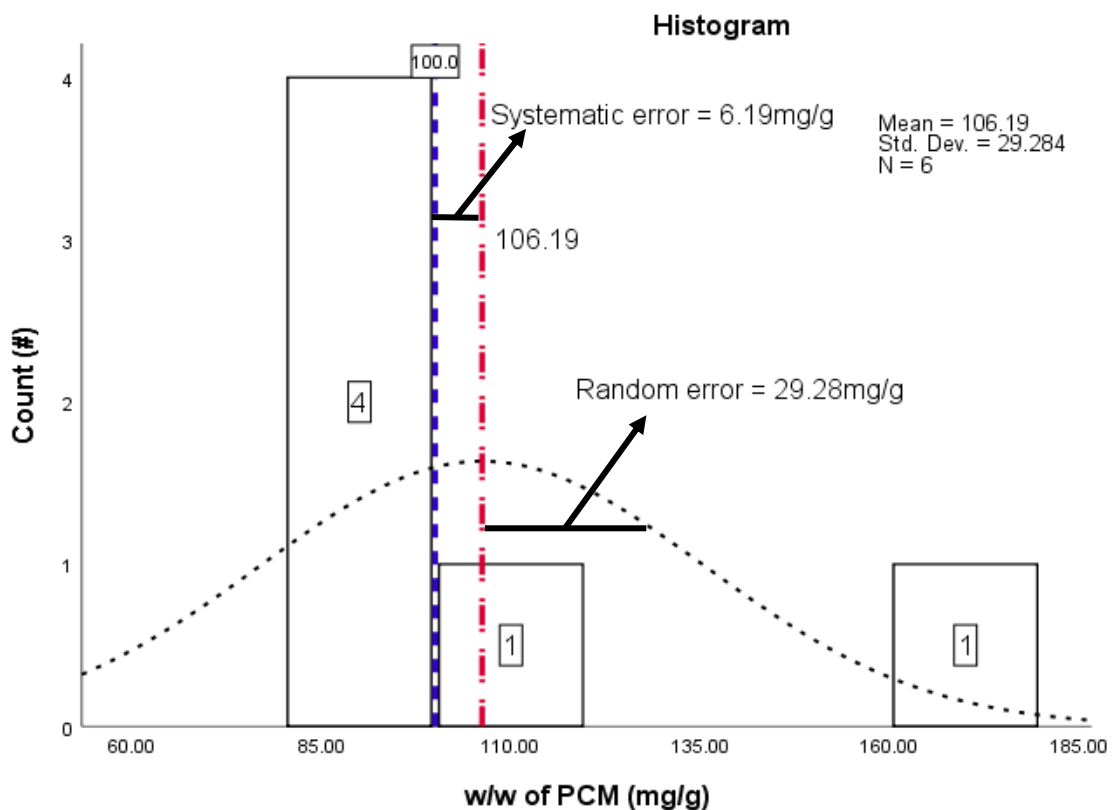 Histogram
100.0
Systematic error = 6.19mg/g
Mean = 106.19
Std. Dev. = 29.284
N = 6
106.19
Random error = 29.28mg/g
Count (#)
4
3
2
1
0
4
1
1
60.00
85.00
110.00
135.00
160.00
185.00
w/w of PCM (mg/g)